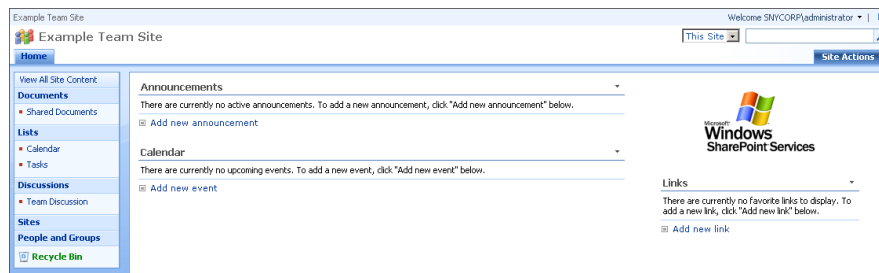 Example Team Site
Welcome SNYCORP\administrator
Example Team Site
This Site
Home
Site Actions
View All Site Content
Documents
Shared Documents
Lists
Calendar
Tasks
Discussions
Team Discussion
Sites
People and Groups
Recycle Bin
Announcements
There are currently no active announcements. To add a new announcement, click "Add new announcement" below.
Add new announcement
Calendar
There are currently no upcoming events. To add a new event, click "Add new event" below.
Add new event
Microsoft
Windows
SharePoint Services
Links
There are currently no favorite links to display. To
add a new link, click "Add new link" below.
Add new link